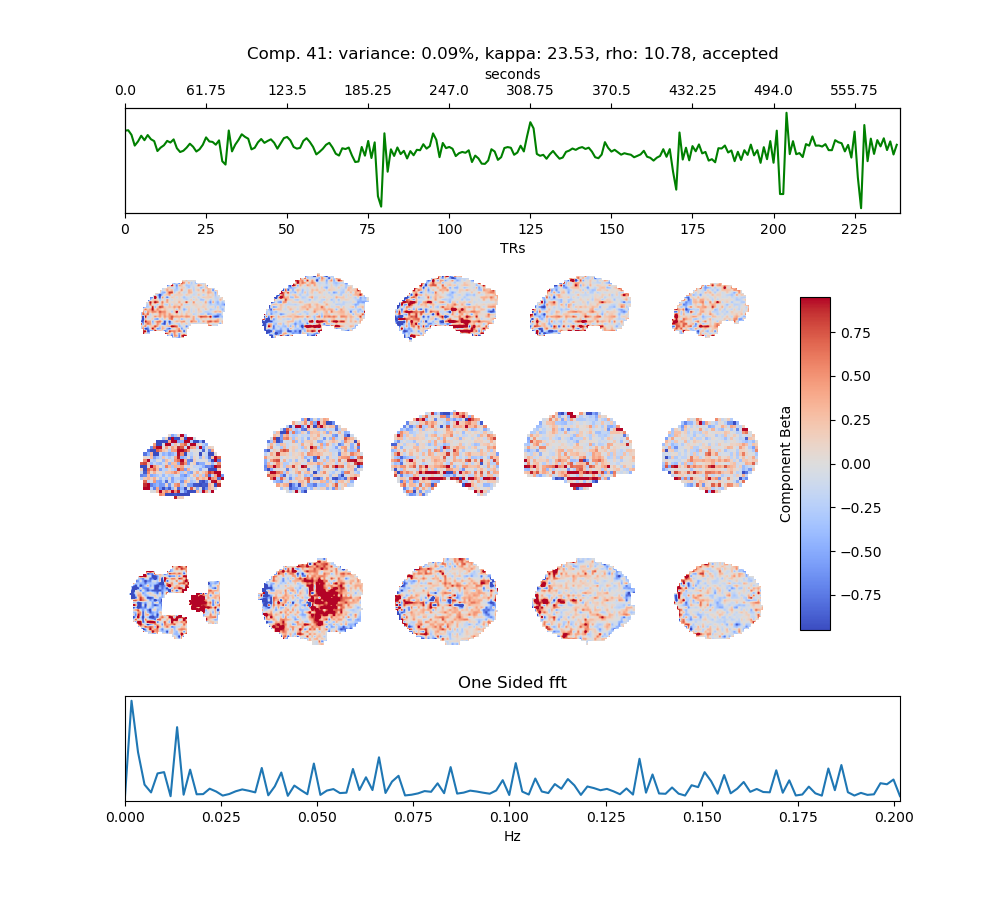 Comp. 41: variance: 0.09%, kappa: 23.53, rho: 10.78, accepted
seconds
0.0 61.75 123.5 185.25 247.0 308.75 370.5 432.25 494.0 555.75
0 25 50 75 100 125 150 175 200 225
TRs
0.75
0.50
0.25
0.00
−0.25
−0.50
−0.75
Component Beta
One Sided fft
0.000 0.025 0.050 0.075 0.100 0.125 0.150 0.175 0.200
Hz